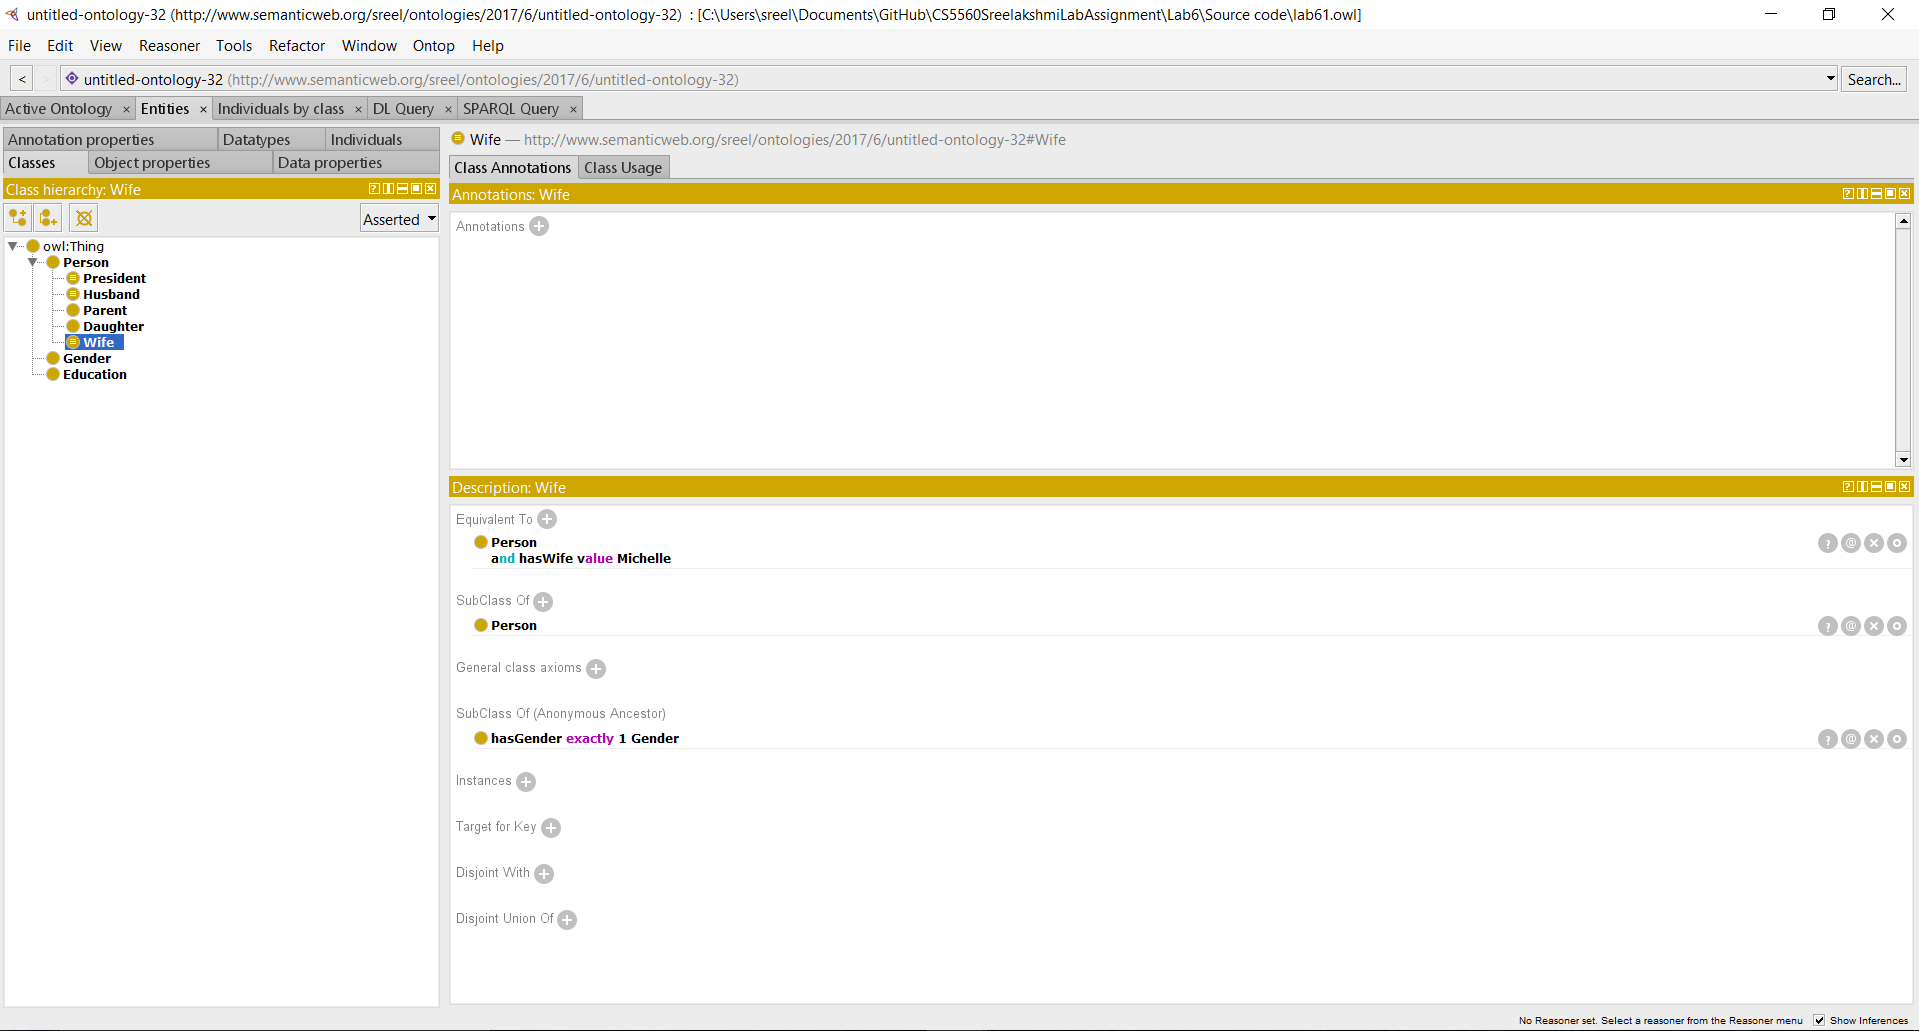 untitled-ontology-32 (http://www.semanticweb.org/sreel/ontologies/2017/6/untitled-ontology-32) : [C:\Users\sreel\Documents\GitHub\CS5560SreelakshmiLabAssignment\Lab6\Source code\lab61.owl]
File Edit View Reasoner Tools Refactor Window Ontop Help
< > untitled-ontology-32 (http://www.semanticweb.org/sreel/ontologies/2017/6/untitled-ontology-32) Search...
Active Ontology × Entities × Individuals by class × DL Query × SPARQL Query ×
Annotation properties Datatypes Individuals
Classes Object properties Data properties
Class hierarchy: Wife
Asserted
owl:Thing
Person
President
Husband
Parent
Daughter
Wife
Gender
Education
Wife — http://www.semanticweb.org/sreel/ontologies/2017/6/untitled-ontology-32#Wife
Class Annotations Class Usage
Annotations: Wife
Annotations
Description: Wife
Equivalent To
Person
and hasWife value Michelle
SubClass Of
Person
General class axioms
SubClass Of (Anonymous Ancestor)
hasGender exactly 1 Gender
Instances
Target for Key
Disjoint With
Disjoint Union Of
No Reasoner set. Select a reasoner from the Reasoner menu Show Inferences